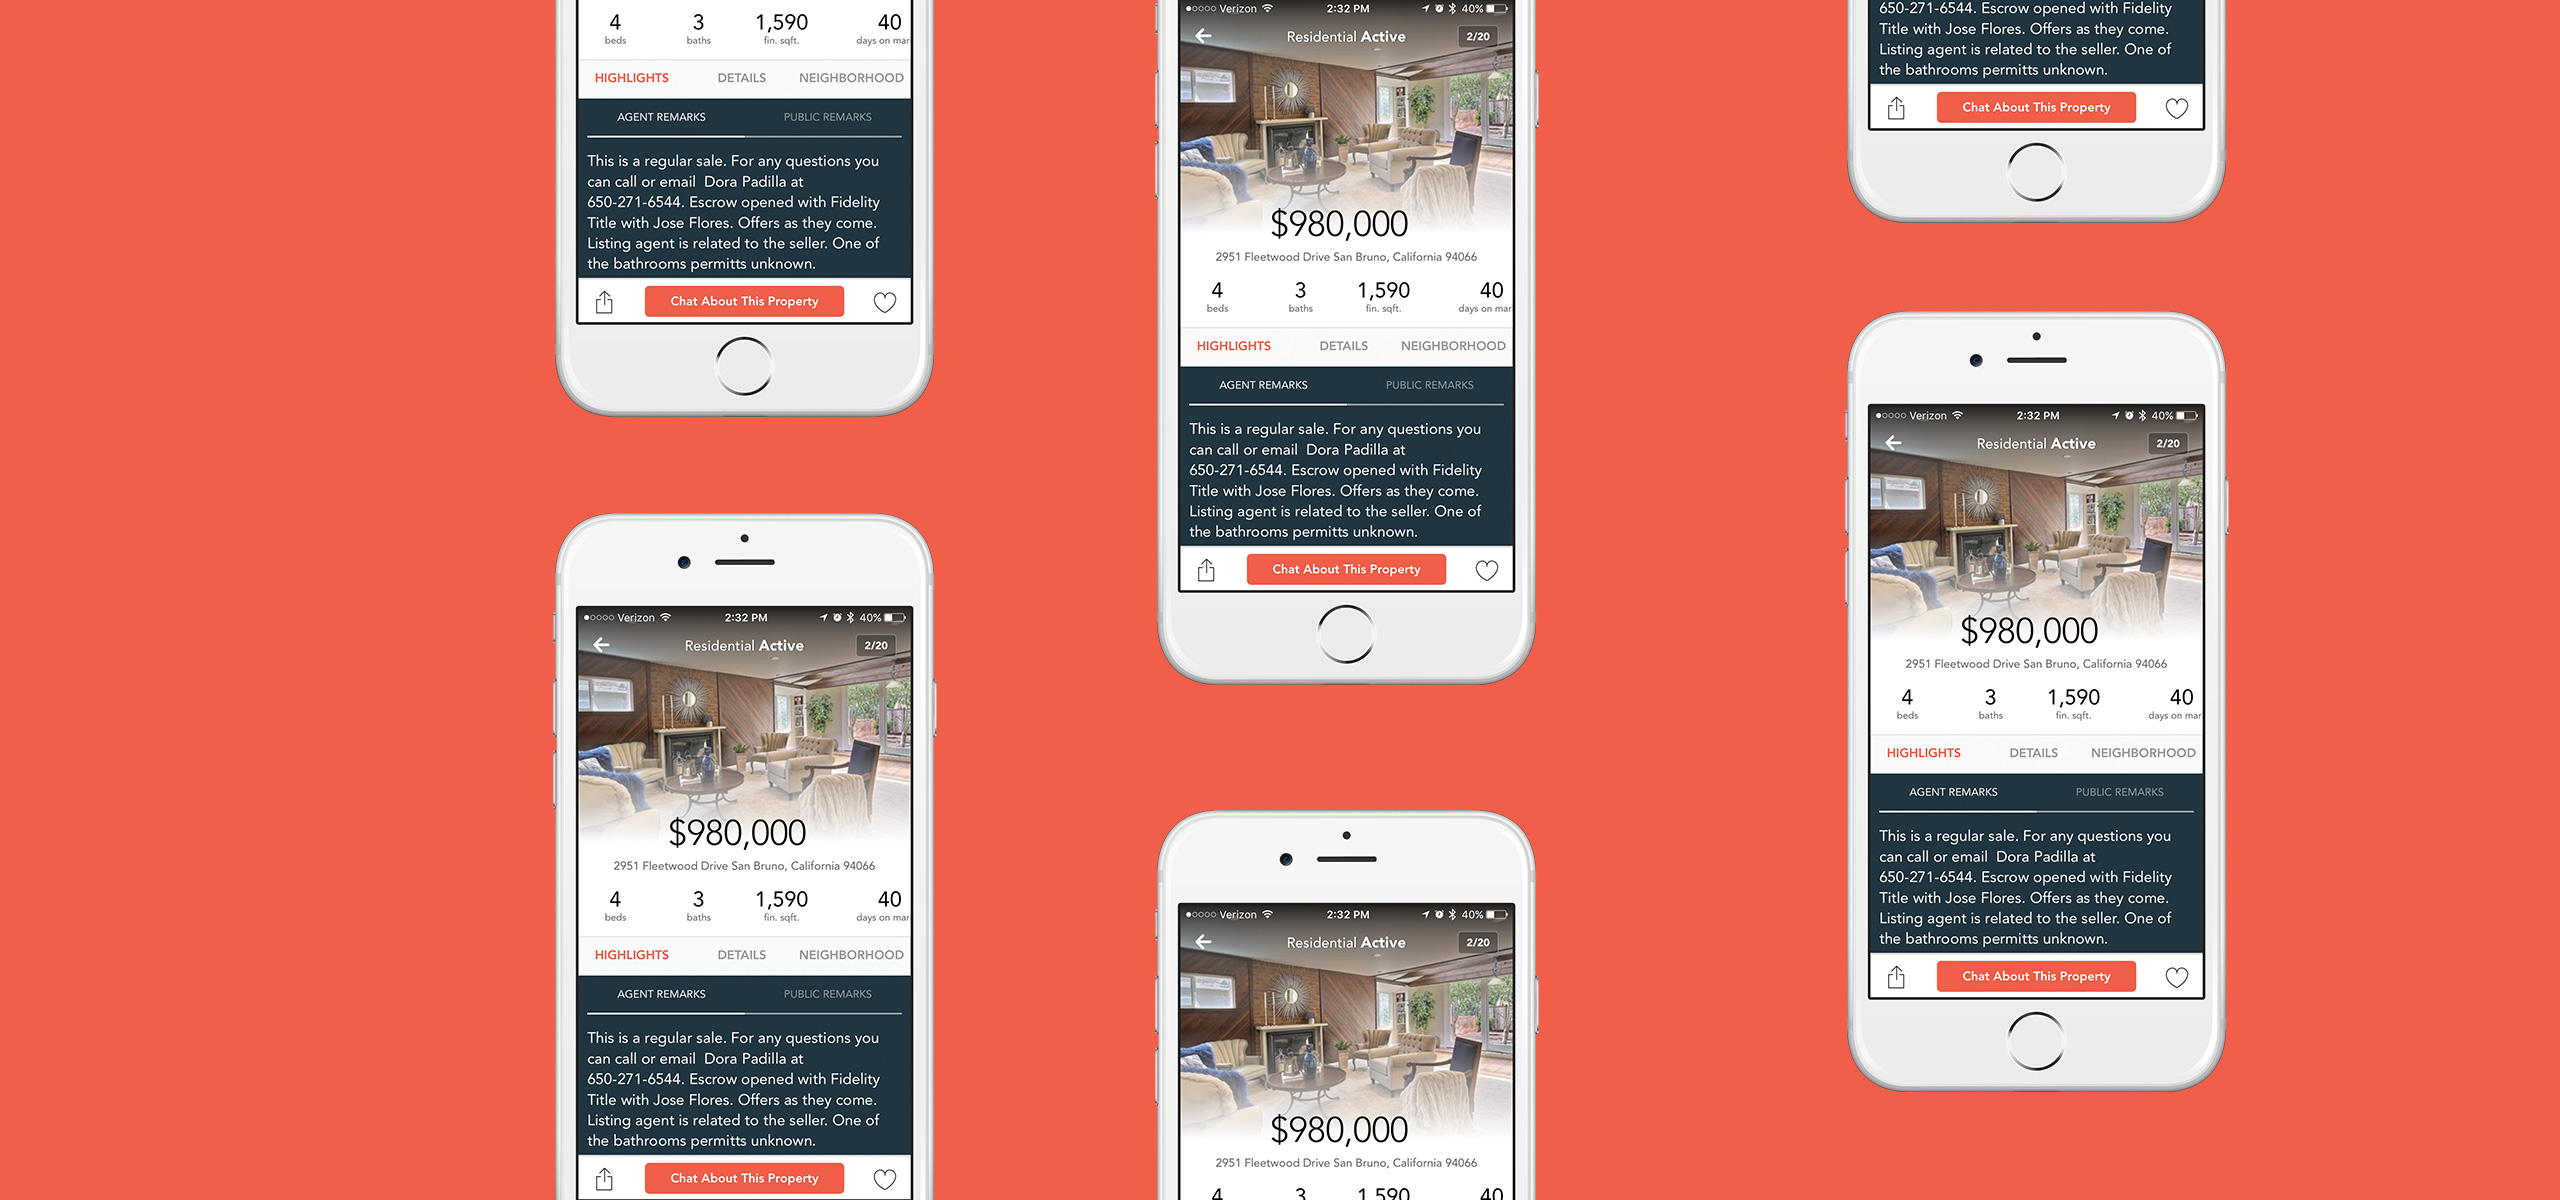 4 3 1,590 40
beds baths fin. sqft. days on mar
HIGHLIGHTS DETAILS NEIGHBORHOOD
AGENT REMARKS PUBLIC REMARKS
This is a regular sale. For any questions you
can call or email Dora Padilla at
650-271-6544. Escrow opened with Fidelity
Title with Jose Flores. Offers as they come.
Listing agent is related to the seller. One of
the bathrooms permitts unknown.
Chat About This Property
Verizon 2:32 PM 40%
Residential Active 2/20
$980,000
2951 Fleetwood Drive San Bruno, California 94066
4 3 1,590 40
beds baths fin. sqft. days on mar
HIGHLIGHTS DETAILS NEIGHBORHOOD
AGENT REMARKS PUBLIC REMARKS
This is a regular sale. For any questions you
can call or email Dora Padilla at
650-271-6544. Escrow opened with Fidelity
Title with Jose Flores. Offers as they come.
Listing agent is related to the seller. One of
the bathrooms permitts unknown.
Chat About This Property
Verizon 2:32 PM 40%
Residential Active 2/20
$980,000
2951 Fleetwood Drive San Bruno, California 94066
4 3 1,590 40
beds baths fin. sqft. days on mar
HIGHLIGHTS DETAILS NEIGHBORHOOD
AGENT REMARKS PUBLIC REMARKS
This is a regular sale. For any questions you
can call or email Dora Padilla at
650-271-6544. Escrow opened with Fidelity
Title with Jose Flores. Offers as they come.
Listing agent is related to the seller. One of
the bathrooms permitts unknown.
Chat About This Property
Verizon 2:32 PM 40%
Residential Active 2/20
$980,000
2951 Fleetwood Drive San Bruno, California 94066
4 3 1,590 40
650-271-6544. Escrow opened with Fidelity
Title with Jose Flores. Offers as they come.
Listing agent is related to the seller. One of
the bathrooms permitts unknown.
Chat About This Property
Verizon 2:32 PM 40%
Residential Active 2/20
$980,000
2951 Fleetwood Drive San Bruno, California 94066
4 3 1,590 40
beds baths fin. sqft. days on mar
HIGHLIGHTS DETAILS NEIGHBORHOOD
AGENT REMARKS PUBLIC REMARKS
This is a regular sale. For any questions you
can call or email Dora Padilla at
650-271-6544. Escrow opened with Fidelity
Title with Jose Flores. Offers as they come.
Listing agent is related to the seller. One of
the bathrooms permitts unknown.
Chat About This Property